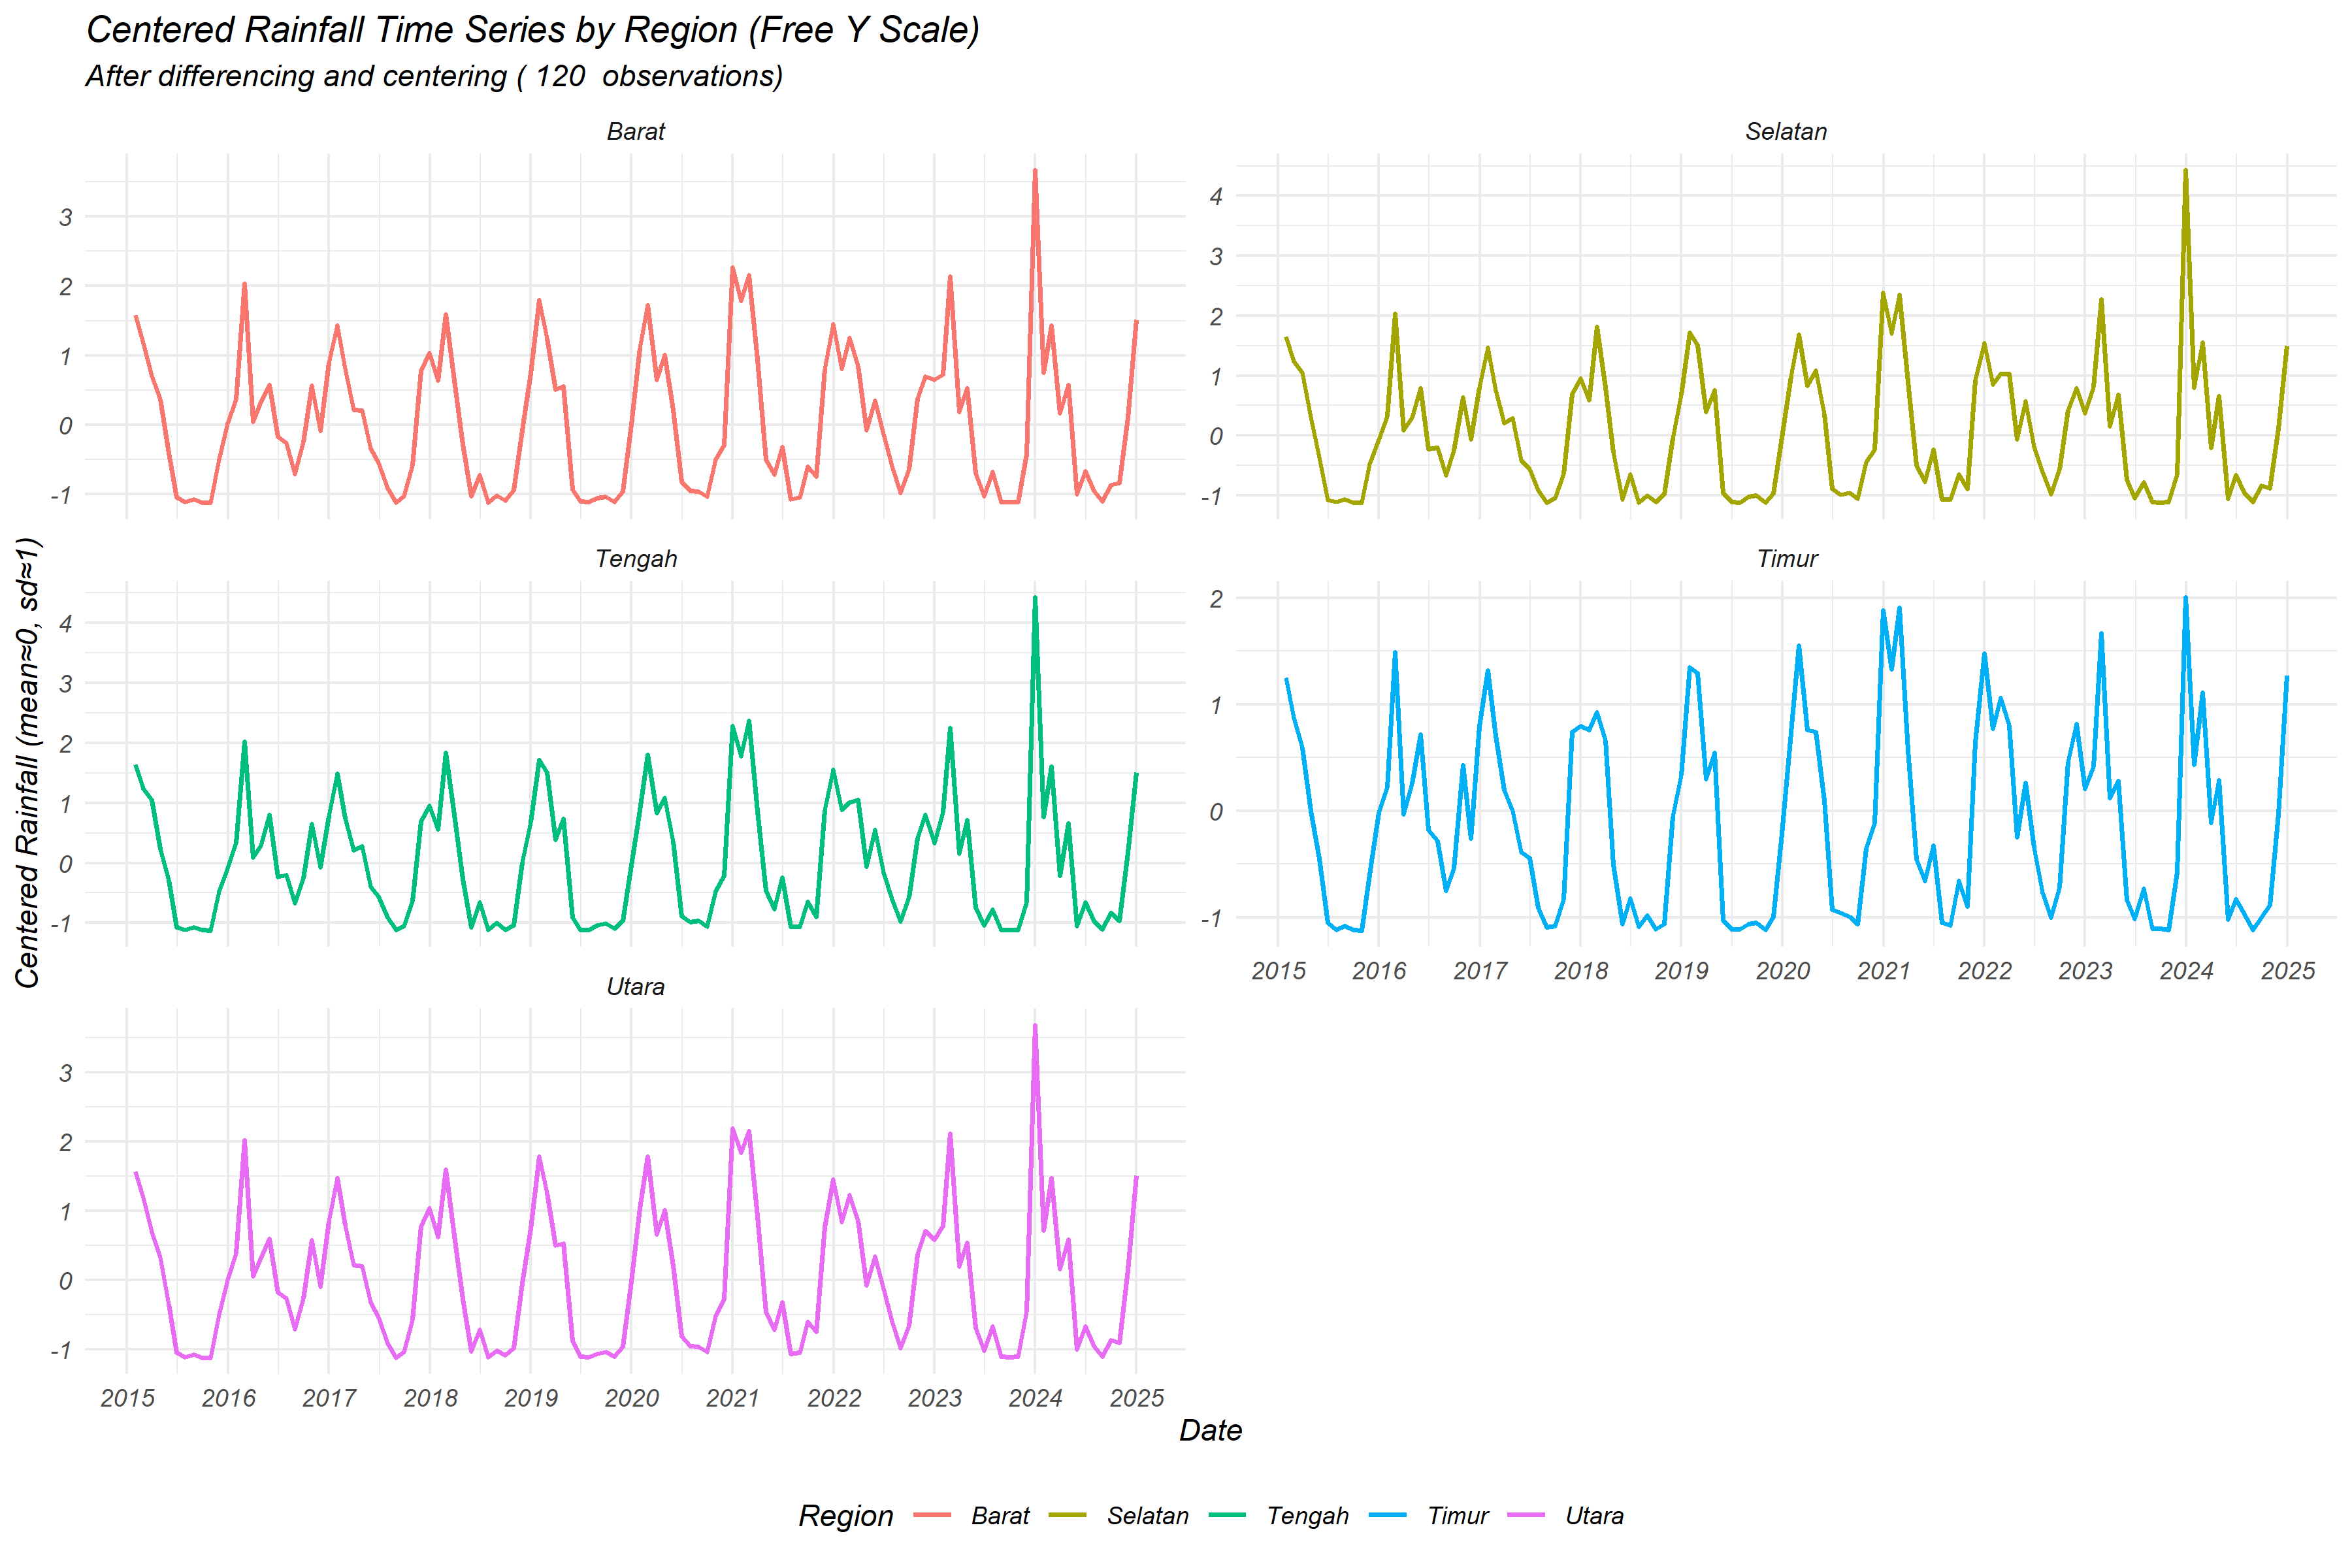 Centered Rainfall Time Series by Region (Free Y Scale)
After differencing and centering ( 120  observations)
Centered Rainfall (mean≈0, sd≈1)
Barat
3
2
1
0
-1
Selatan
4
3
2
1
0
-1
Tengah
4
3
2
1
0
-1
Timur
2
1
0
-1
2015 2016 2017 2018 2019 2020 2021 2022 2023 2024 2025
Utara
3
2
1
0
-1
2015 2016 2017 2018 2019 2020 2021 2022 2023 2024 2025
Date
Region Barat Selatan Tengah Timur Utara